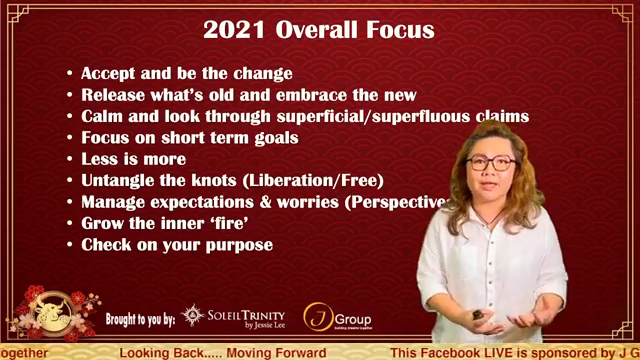 2021 Overall Focus
• Accept and be the change
• Release what's old and embrace the new
• Calm and look through superficial/superfluous claims
• Focus on short term goals
• Less is more
• Untangle the knots (Liberation/Free)
• Manage expectations & worries (Perspective
• Grow the inner ‘fire’
• Check on your purpose
Brought to you by:
SOLEIL TRINITY
by Jessie Lee
J Group
building dreams together
ogether Looking Back..... Moving Forward This Facebook LIVE is sponsored by J G